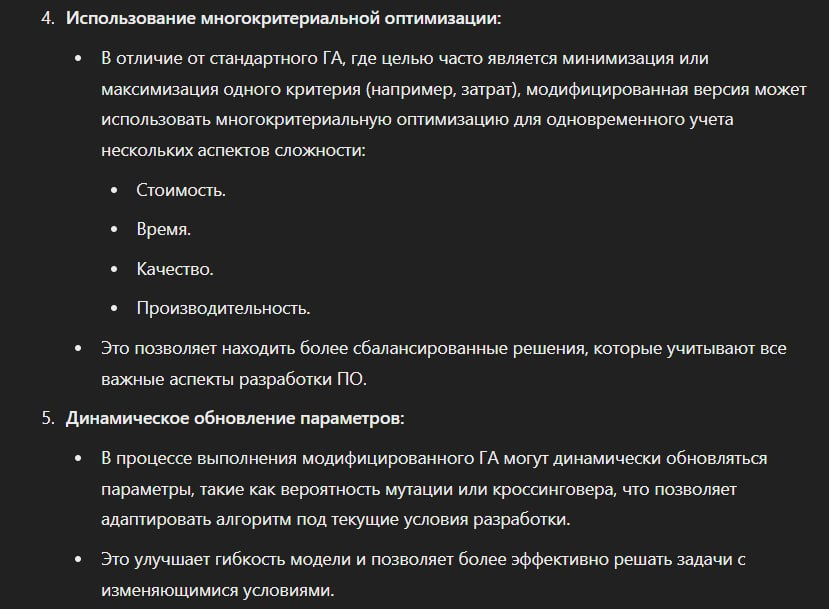 4. Использование многокритериальной оптимизации:
• В отличие от стандартного ГА, где целью часто является минимизация или
максимизация одного критерия (например, затрат), модифицированная версия может
использовать многокритериальную оптимизацию для одновременного учета
нескольких аспектов сложности:
• Стоимость.
• Время.
• Качество.
• Производительность.
• Это позволяет находить более сбалансированные решения, которые учитывают все
важные аспекты разработки ПО.
5. Динамическое обновление параметров:
• В процессе выполнения модифицированного ГА могут динамически обновляться
параметры, такие как вероятность мутации или кроссинговера, что позволяет
адаптировать алгоритм под текущие условия разработки.
• Это улучшает гибкость модели и позволяет более эффективно решать задачи с
изменяющимися условиями.